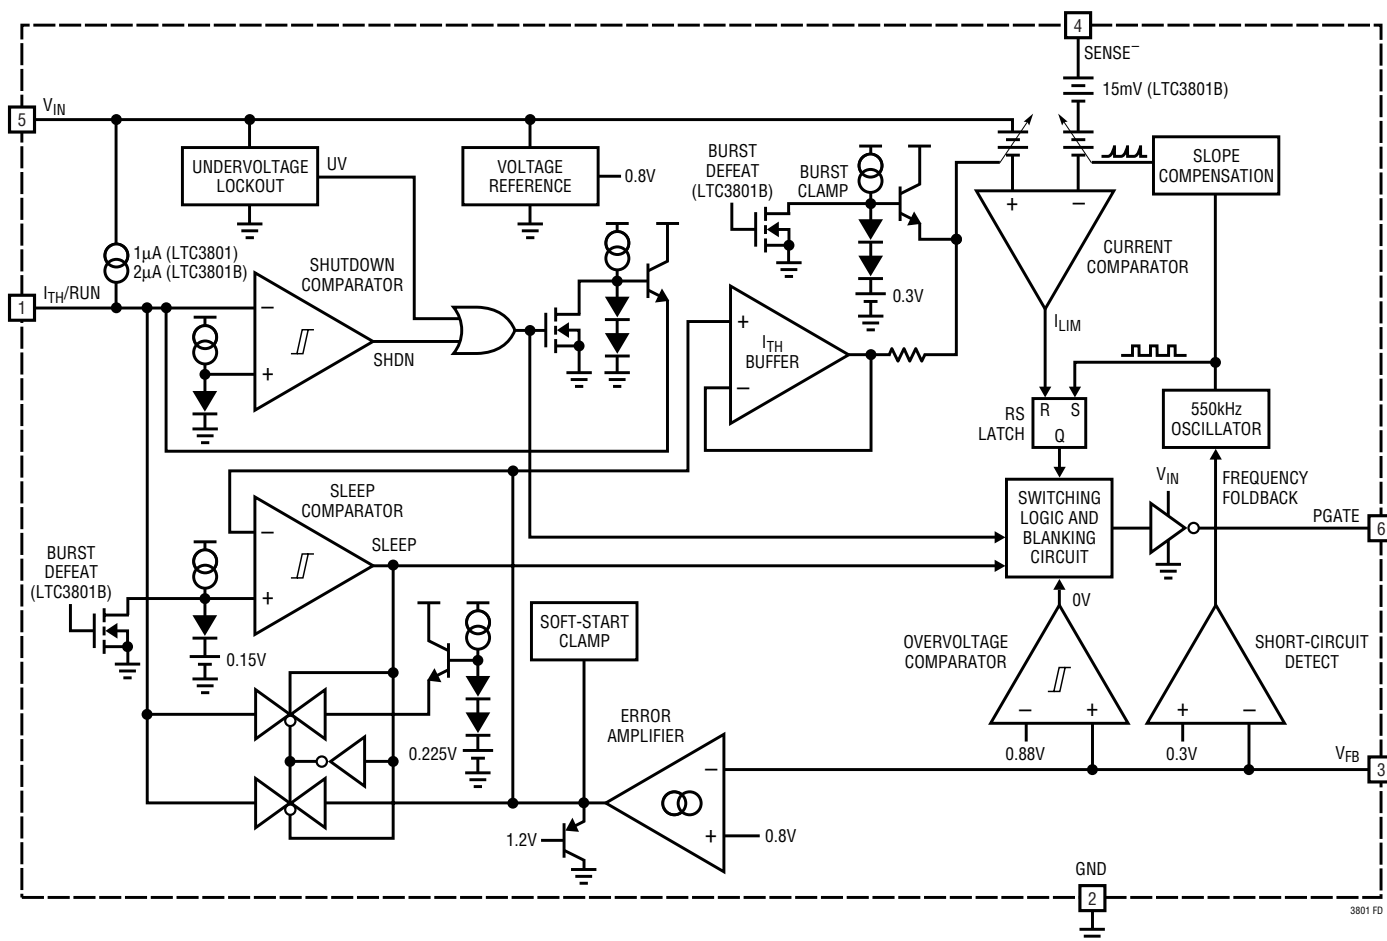 4
SENSE–
15mV (LTC3801B)
5
VIN
UNDERVOLTAGE
LOCKOUT
UV
VOLTAGE
REFERENCE
0.8V
BURST
DEFEAT
(LTC3801B)
BURST
CLAMP
SLOPE
COMPENSATION
+
–
CURRENT
COMPARATOR
1µA (LTC3801)
2µA (LTC3801B)
SHUTDOWN
COMPARATOR
1
ITH/RUN
–
+
SHDN
0.3V
+
ITH
BUFFER
–
ILIM
RS
LATCH
R S
Q
550kHz
OSCILLATOR
FREQUENCY
FOLDBACK
SLEEP
COMPARATOR
–
+
SLEEP
BURST
DEFEAT
(LTC3801B)
0.15V
SWITCHING
LOGIC AND
BLANKING
CIRCUIT
VIN
PGATE
6
0V
SOFT-START
CLAMP
OVERVOLTAGE
COMPARATOR
–
+
0.88V
SHORT-CIRCUIT
DETECT
+
–
0.3V
0.225V
ERROR
AMPLIFIER
–
+
0.8V
1.2V
VFB
3
GND
2
3801 FD